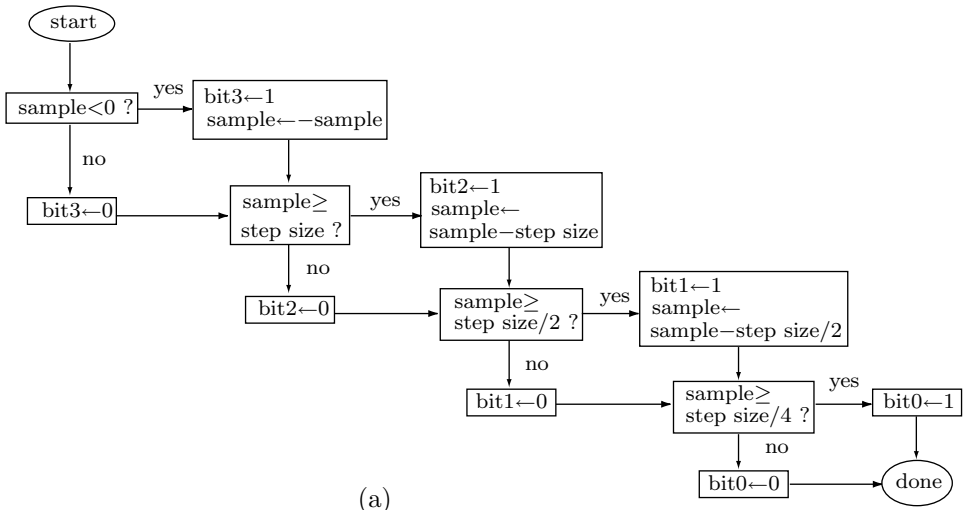 start
sample<0 ?
yes
bit3←1
sample←−sample
no
bit3←0
sample≥
step size ?
yes
bit2←1
sample←
sample−step size
no
bit2←0
sample≥
step size/2 ?
yes
bit1←1
sample←
sample−step size/2
no
bit1←0
sample≥
step size/4 ?
yes
bit0←1
no
bit0←0
done
(a)